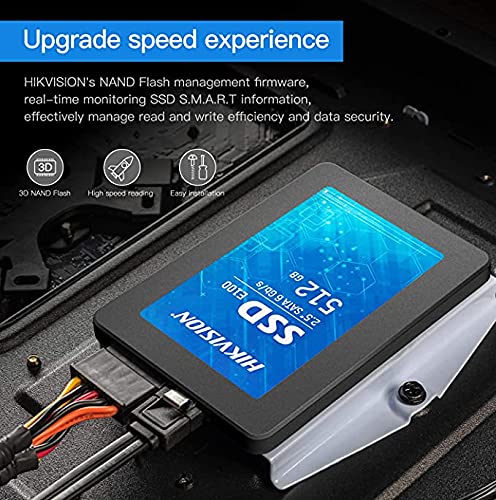 Upgrade speed experience
HIKVISION's NAND Flash management firmware,
real-time monitoring SSD S.M.A.R.T information,
effectively manage read and write efficiency and data security.
3D
3D NAND Flash
High speed reading
Easy installation
HIKVISION
SSD E100
2.5" SATA 6 Gb/s
512 GB